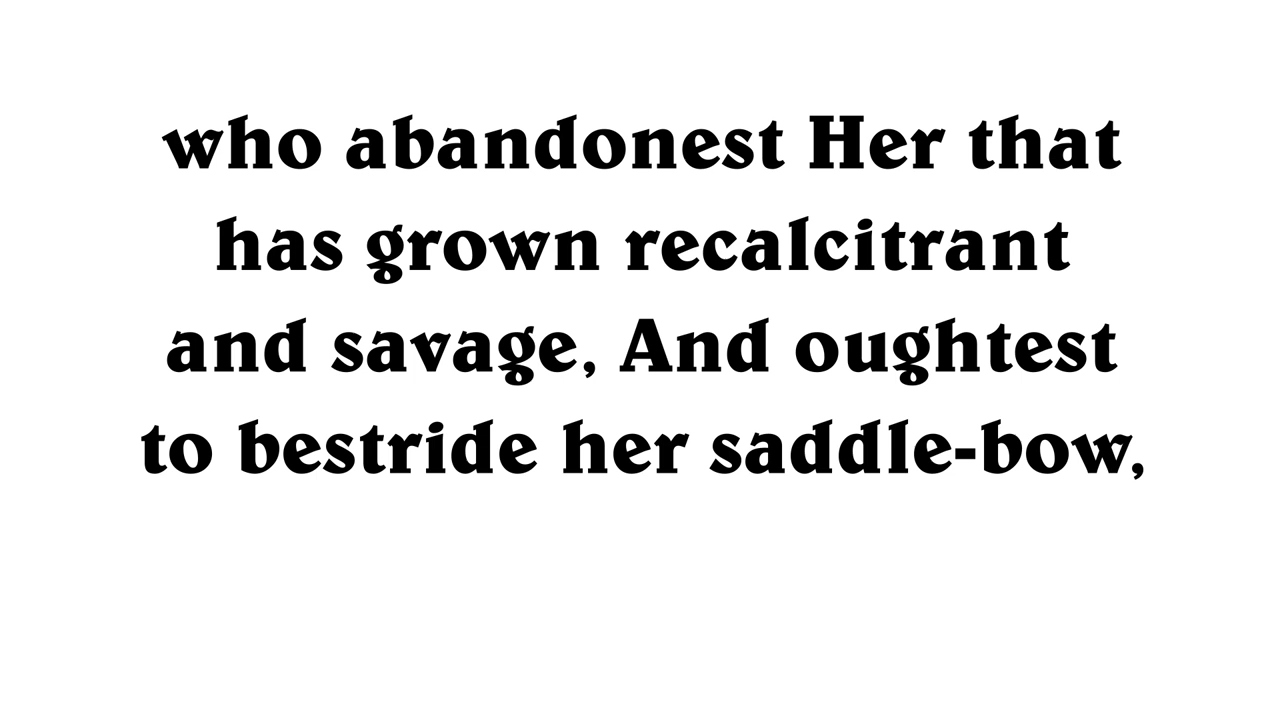 who abandonest Her that
has grown recalcitrant
and savage, And oughtest
to bestride her saddle-bow,